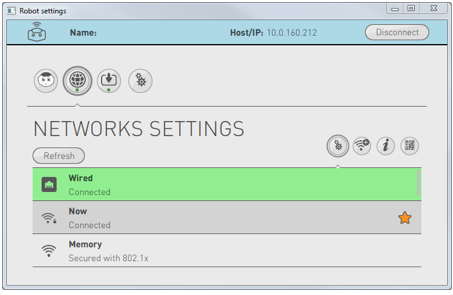 Robot settings
Name:
Host/IP: 10.0.160.212
Disconnect
NETWORKS SETTINGS
Refresh
Wired
Connected
Now
Connected
Memory
Secured with 802.1x